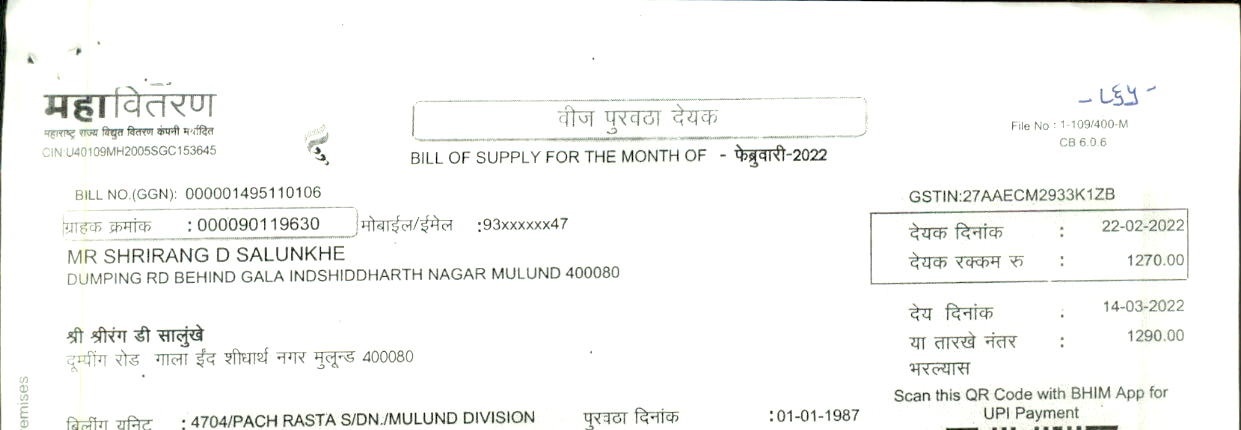 महावितरण
महाराष्ट्र राज्य विद्युत वितरण कंपनी मर्यादित
CIN:U40109MH2005SGC153645
वीज पुरवठा देयक
BILL OF SUPPLY FOR THE MONTH OF - फेब्रुवारी-2022
File No : 1-109/400-M
CB 6.0.6
BILL NO.(GGN): 000001495110106
GSTIN:27AAECM2933K1ZB
ग्राहक क्रमांक :000090119630 मोबाईल/ईमेल :93xxxxxx47
देयक दिनांक : 22-02-2022
MR SHRIRANG D SALUNKHE
देयक रक्कम रु : 1270.00
DUMPING RD BEHIND GALA INDSHIDDHARTH NAGAR MULUND 400080
देय दिनांक : 14-03-2022
श्री श्रीरंग डी सालुंखे
या तारखे नंतर : 1290.00
दूम्पींग रोड गाला ईंद शीधार्थ नगर मुलून्ड 400080
भरल्यास
Scan this QR Code with BHIM App for
UPI Payment
बिलींग युनिट : 4704/PACH RASTA S/DN./MULUND DIVISION पुरवठा दिनांक :01-01-1987
emises